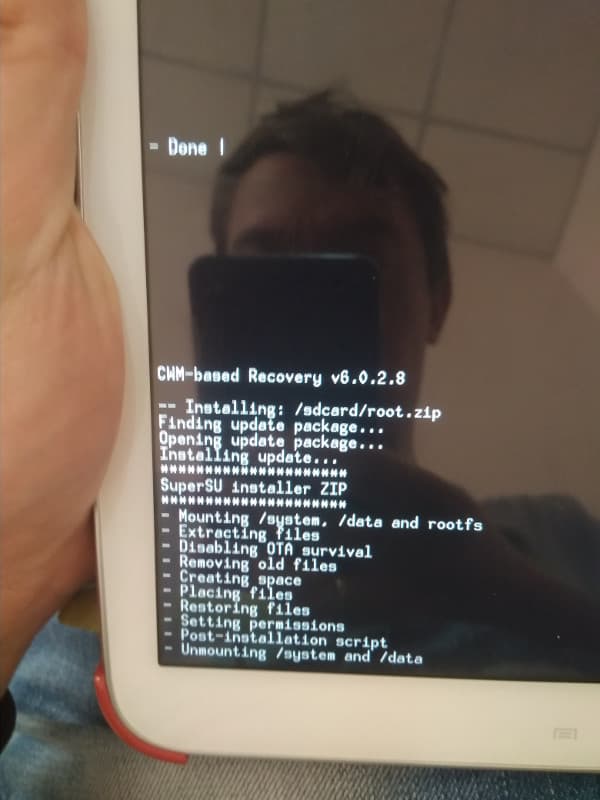 - Done !
CWM-based Recovery v6.0.2.8
-- Installing: /sdcard/root.zip
Finding update package...
Opening update package...
Installing update...
*********************
SuperSU installer ZIP
*********************
- Mounting /system, /data and rootfs
- Extracting files
- Disabling OTA survival
- Removing old files
- Creating space
- Placing files
- Restoring files
- Setting permissions
- Post-installation script
- Unmounting /system and /data